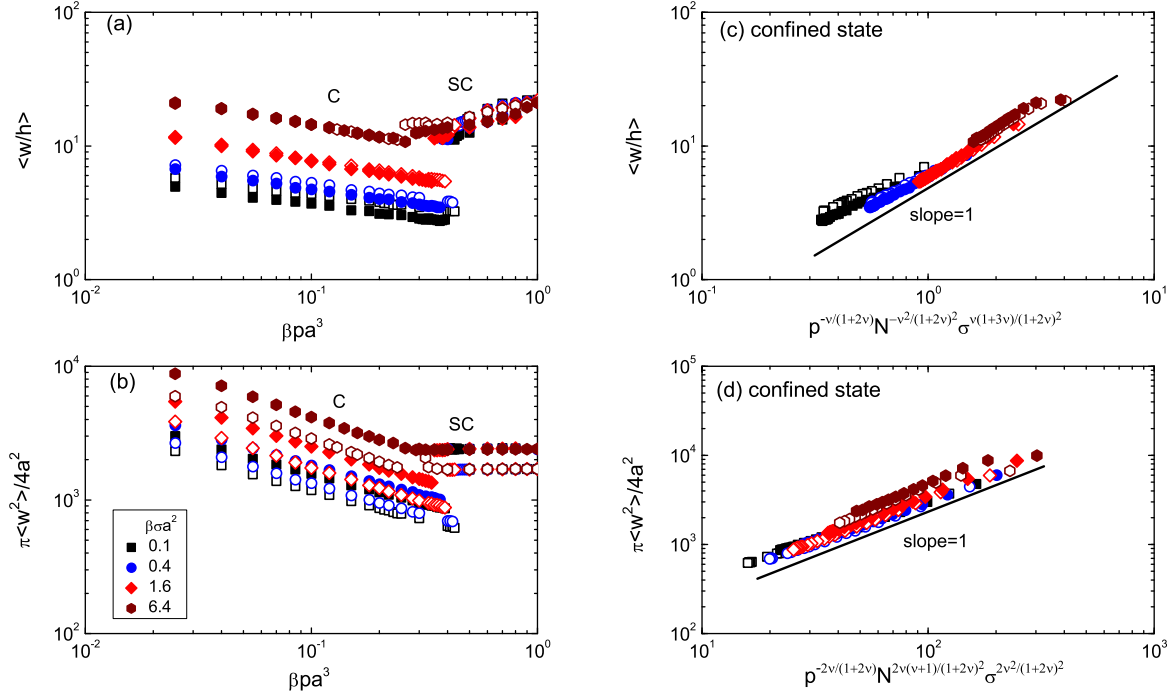 (a)
10²
10¹
10⁰
<w/h>
C
SC
10⁻²
10⁻¹
10⁰
βpa³
(c) confined state
10²
10¹
10⁰
<w/h>
slope=1
10⁻¹
10⁰
10¹
p^{-ν/(1+2ν)}N^{-ν²/(1+2ν)²}σ^{ν(1+3ν)/(1+2ν)²}
(b)
10⁴
10³
10²
π<w²>/4a²
C
SC
βσa²
0.1
0.4
1.6
6.4
10⁻²
10⁻¹
10⁰
βpa³
(d) confined state
10⁵
10⁴
10³
10²
π<w²>/4a²
slope=1
10¹
10²
10³
p^{-2ν/(1+2ν)}N^{2ν(ν+1)/(1+2ν)²}σ^{2ν²/(1+2ν)²}